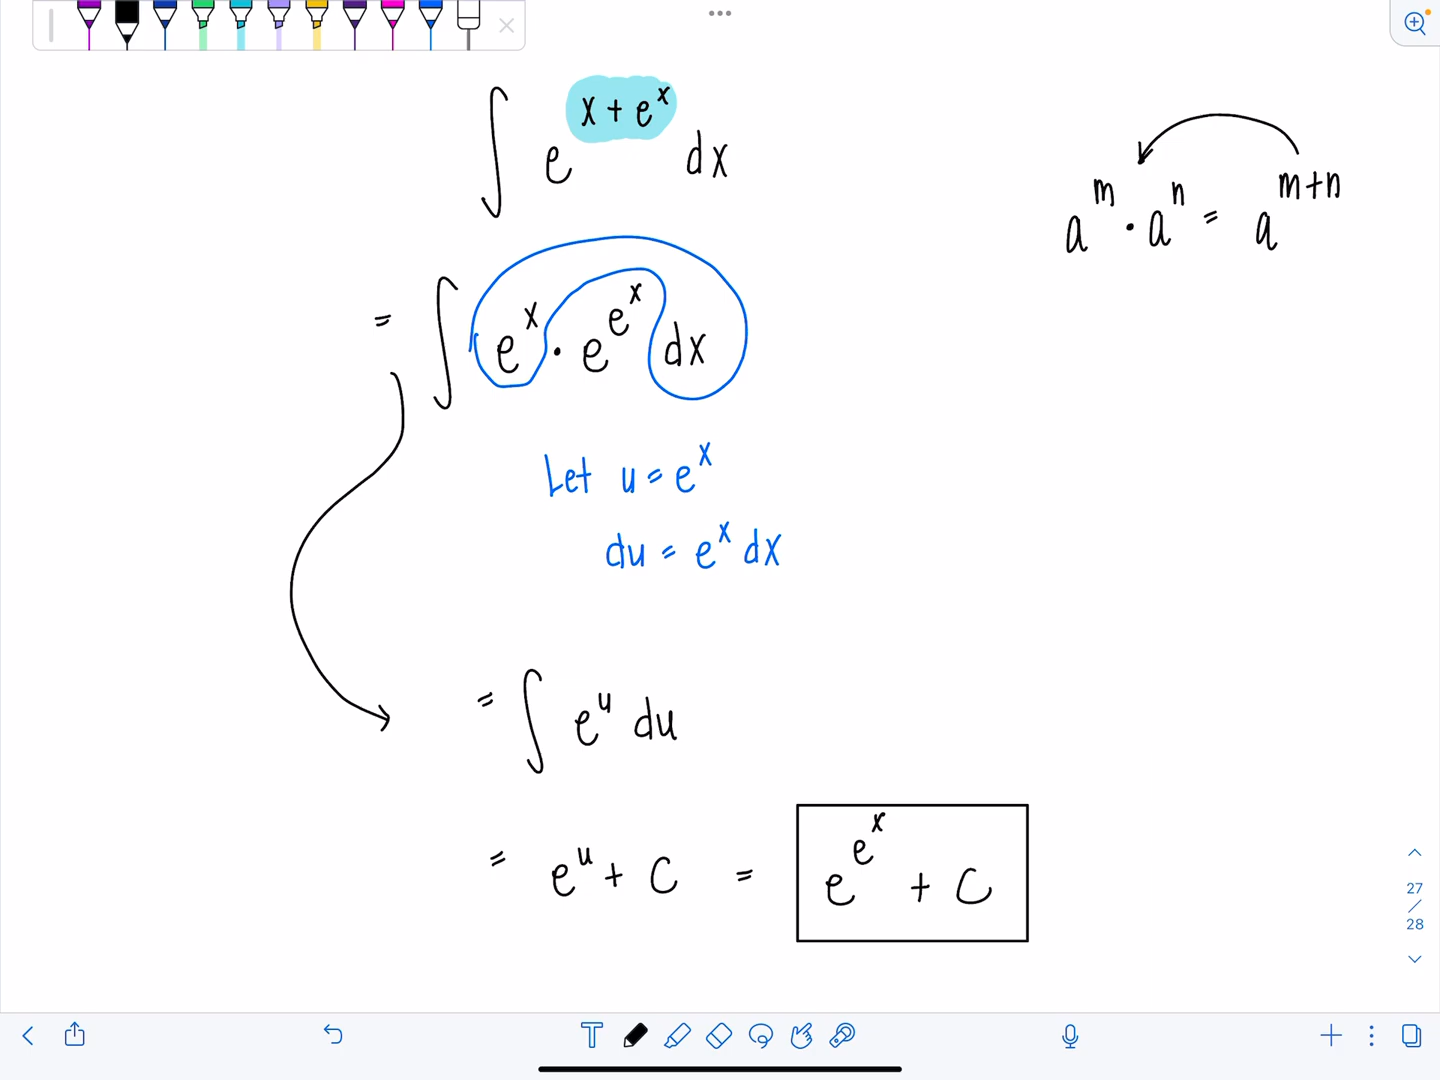 ∫ e^{x + e^x} dx
a^m · a^n = a^{m+n}
= ∫ e^x · e^{e^x} dx
Let u = e^x
du = e^x dx
= ∫ e^u du
= e^u + C = e^{e^x} + C
27
/
28
T